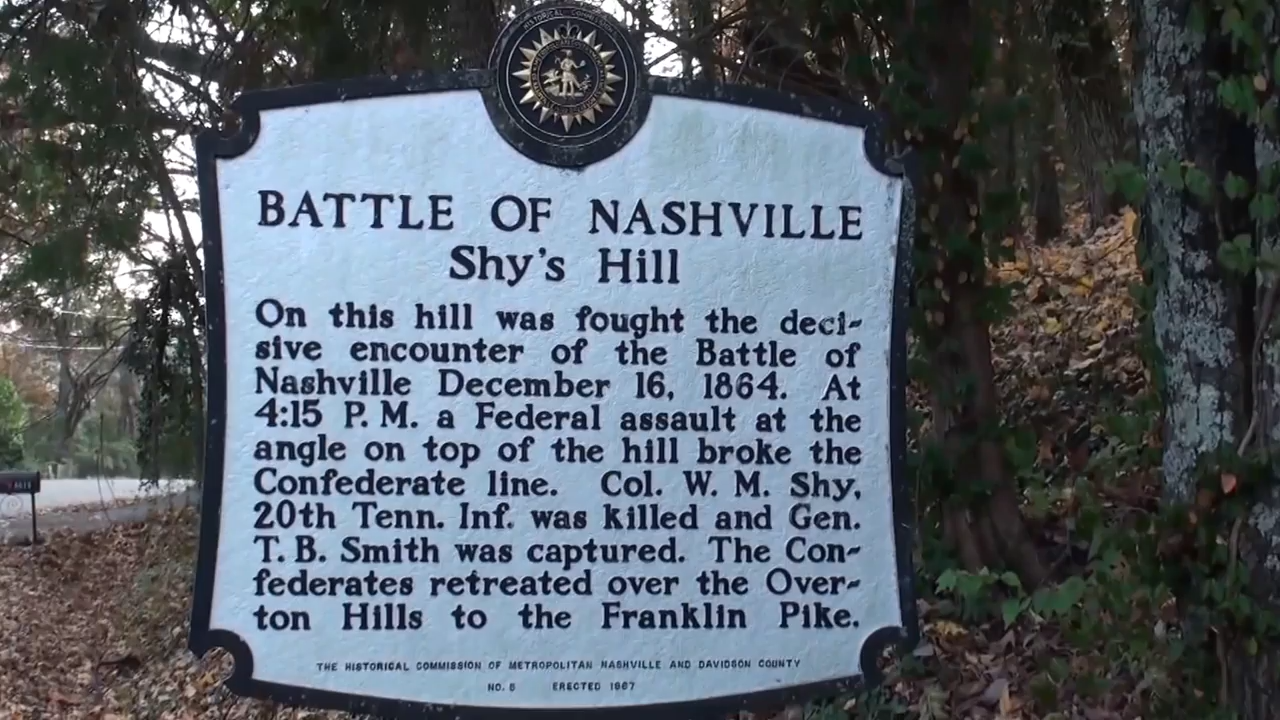 BATTLE OF NASHVILLE
Shy's Hill
On this hill was fought the deci-
sive encounter of the Battle of
Nashville December 16, 1864. At
4:15 P. M. a Federal assault at the
angle on top of the hill broke the
Confederate line. Col. W. M. Shy,
20th Tenn. Inf. was killed and Gen.
T. B. Smith was captured. The Con-
federates retreated over the Over-
ton Hills to the Franklin Pike.
THE HISTORICAL COMMISSION OF METROPOLITAN NASHVILLE AND DAVIDSON COUNTY
ERECTED 1967